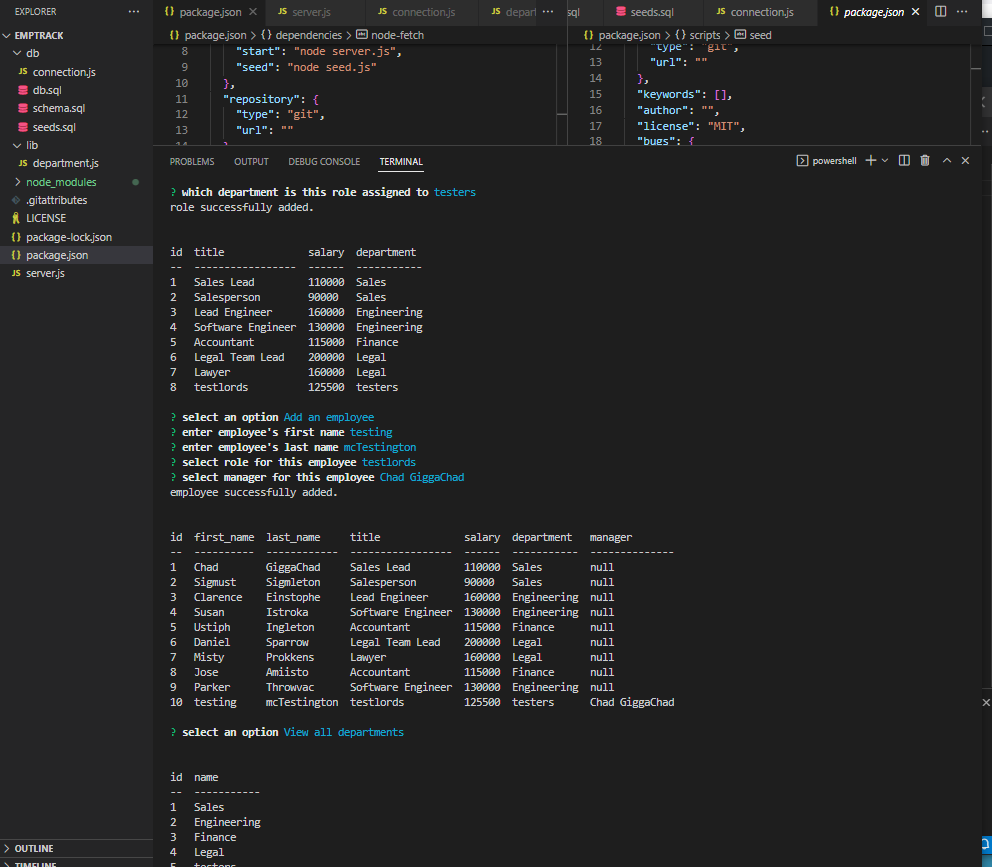 EXPLORER
···
EMPTRACK
db
JS connection.js
db.sql
schema.sql
seeds.sql
lib
JS department.js
node_modules
.gitattributes
LICENSE
{} package-lock.json
{} package.json
JS server.js
OUTLINE
TIMELINE
{} package.json ×
JS server.js
JS connection.js
JS depart
···
{} package.json > {} dependencies > node-fetch
8 "start": "node server.js",
9 "seed": "node seed.js"
10 },
11 "repository": {
12 "type": "git",
13 "url": ""
14
sql
seeds.sql
JS connection.js
{} package.json ×
···
{} package.json > {} scripts > seed
12 "type": "git",
13 "url": ""
14 },
15 "keywords": [],
16 "author": "",
17 "license": "MIT",
18 "bugs": {
PROBLEMS OUTPUT DEBUG CONSOLE TERMINAL
powershell
? which department is this role assigned to testers
role successfully added.
id title salary department
-- ----------------- ------ -----------
1 Sales Lead 110000 Sales
2 Salesperson 90000 Sales
3 Lead Engineer 160000 Engineering
4 Software Engineer 130000 Engineering
5 Accountant 115000 Finance
6 Legal Team Lead 200000 Legal
7 Lawyer 160000 Legal
8 testlords 125500 testers
? select an option Add an employee
? enter employee's first name testing
? enter employee's last name mcTestington
? select role for this employee testlords
? select manager for this employee Chad GiggaChad
employee successfully added.
id first_name last_name title salary department manager
-- ---------- ------------ ----------------- ------ ----------- --------------
1 Chad GiggaChad Sales Lead 110000 Sales null
2 Sigmust Sigmleton Salesperson 90000 Sales null
3 Clarence Einstophe Lead Engineer 160000 Engineering null
4 Susan Istroka Software Engineer 130000 Engineering null
5 Ustiph Ingleton Accountant 115000 Finance null
6 Daniel Sparrow Legal Team Lead 200000 Legal null
7 Misty Prokkens Lawyer 160000 Legal null
8 Jose Amiisto Accountant 115000 Finance null
9 Parker Throwvac Software Engineer 130000 Engineering null
10 testing mcTestington testlords 125500 testers Chad GiggaChad
? select an option View all departments
id name
-- -----------
1 Sales
2 Engineering
3 Finance
4 Legal
5 testers